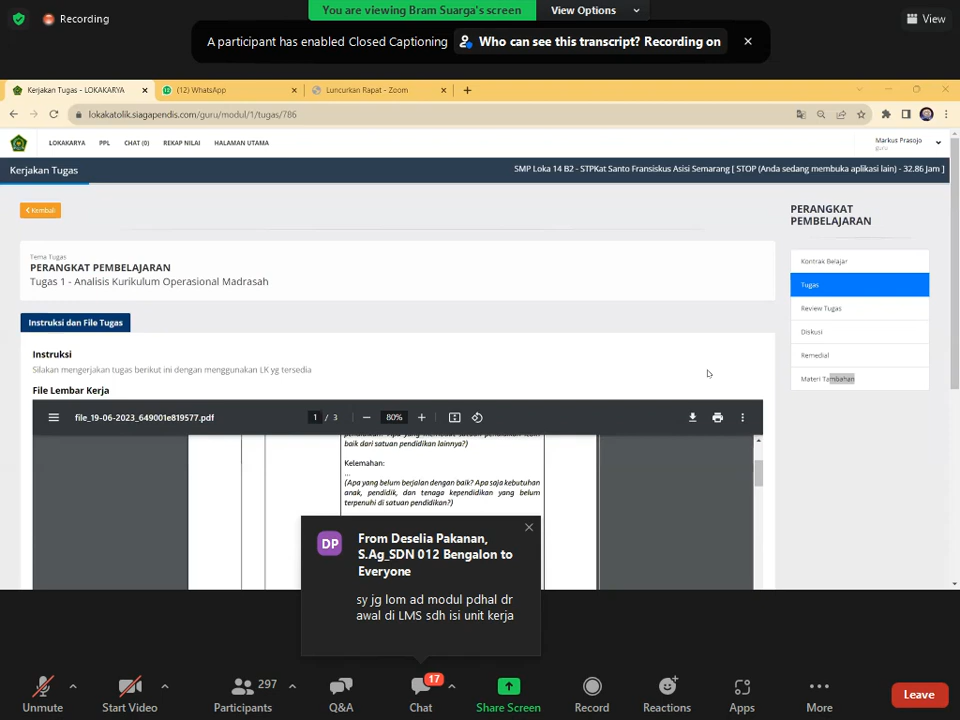 Recording
You are viewing Bram Suarga's screen
View Options
View
A participant has enabled Closed Captioning
Who can see this transcript? Recording on
Kerjakan Tugas - LOKAKARYA
(12) WhatsApp
Luncurkan Rapat - Zoom
lokakatolik.siagapendis.com/guru/modul/1/tugas/786
LOKAKARYA
PPL
CHAT (0)
REKAP NILAI
HALAMAN UTAMA
Markus Prasojo
guru
Kerjakan Tugas
SMP Loka 14 B2 - STPKat Santo Fransiskus Asisi Semarang [ STOP (Anda sedang membuka aplikasi lain) - 32.86 Jam ]
Kembali
PERANGKAT
PEMBELAJARAN
Kontrak Belajar
Tugas
Review Tugas
Diskusi
Remedial
Materi Tambahan
Tema Tugas
PERANGKAT PEMBELAJARAN
Tugas 1 - Analisis Kurikulum Operasional Madrasah
Instruksi dan File Tugas
Instruksi
Silakan mengerjakan tugas berikut ini dengan menggunakan LK yg tersedia
File Lembar Kerja
file_19-06-2023_649001e819577.pdf
1 / 3
80%
baik dari satuan pendidikan lainnya?)
Kelemahan:
...
(Apa yang belum berjalan dengan baik? Apa saja kebutuhan
anak, pendidik, dan tenaga kependidikan yang belum
terpenuhi di satuan pendidikan?)
DP
From Deselia Pakanan,
S.Ag_SDN 012 Bengalon to
Everyone
sy jg lom ad modul pdhal dr
awal di LMS sdh isi unit kerja
Unmute
Start Video
297
Participants
Q&A
17
Chat
Share Screen
Record
Reactions
Apps
More
Leave